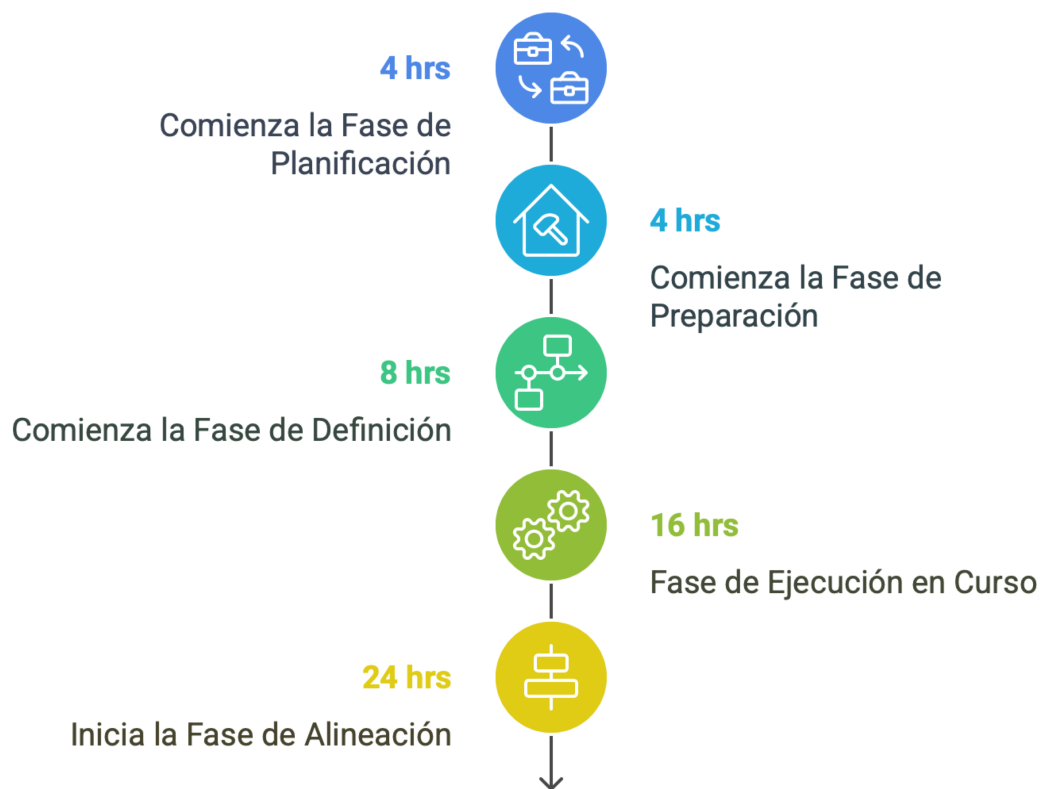 4 hrs
Comienza la Fase de
Planificación
4 hrs
Comienza la Fase de
Preparación
8 hrs
Comienza la Fase de Definición
16 hrs
Fase de Ejecución en Curso
24 hrs
Inicia la Fase de Alineación